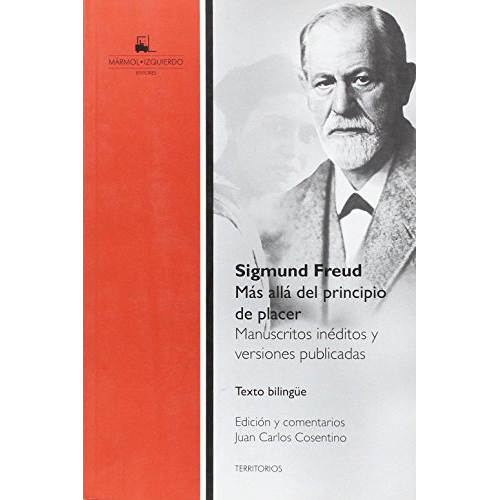 MÁRMOL•IZQUIERDO
EDITORES
Sigmund Freud
Más allá del principio
de placer
Manuscritos inéditos y
versiones publicadas
Texto bilingüe
Edición y comentarios
Juan Carlos Cosentino
TERRITORIOS